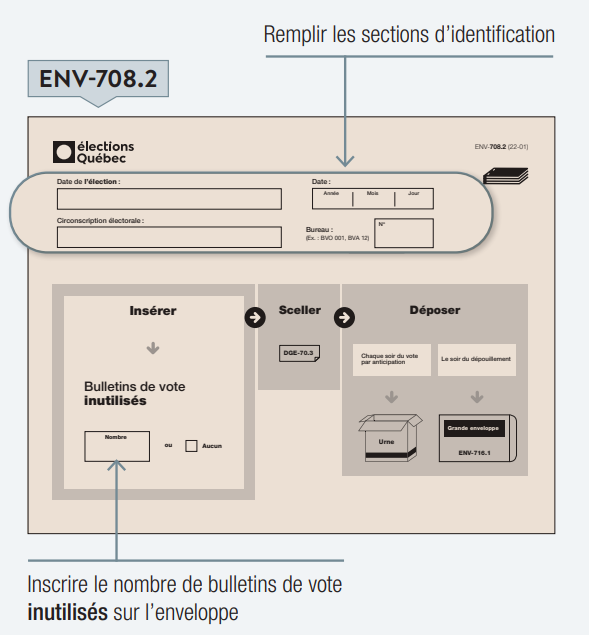 Remplir les sections d’identification
ENV-708.2
élections
Québec
ENV-708.2 (22-01)
Date de l’élection :
Date :
Année Mois Jour
Circonscription électorale :
Bureau :
(Ex. : BVO 001, BVA 12)
N°
Insérer
Sceller
Déposer
DGE-70.3
Chaque soir du vote
par anticipation
Le soir du dépouillement
Bulletins de vote
inutilisés
Nombre
ou
Aucun
Urne
Grande enveloppe
ENV-716.1
Inscrire le nombre de bulletins de vote
inutilisés sur l’enveloppe